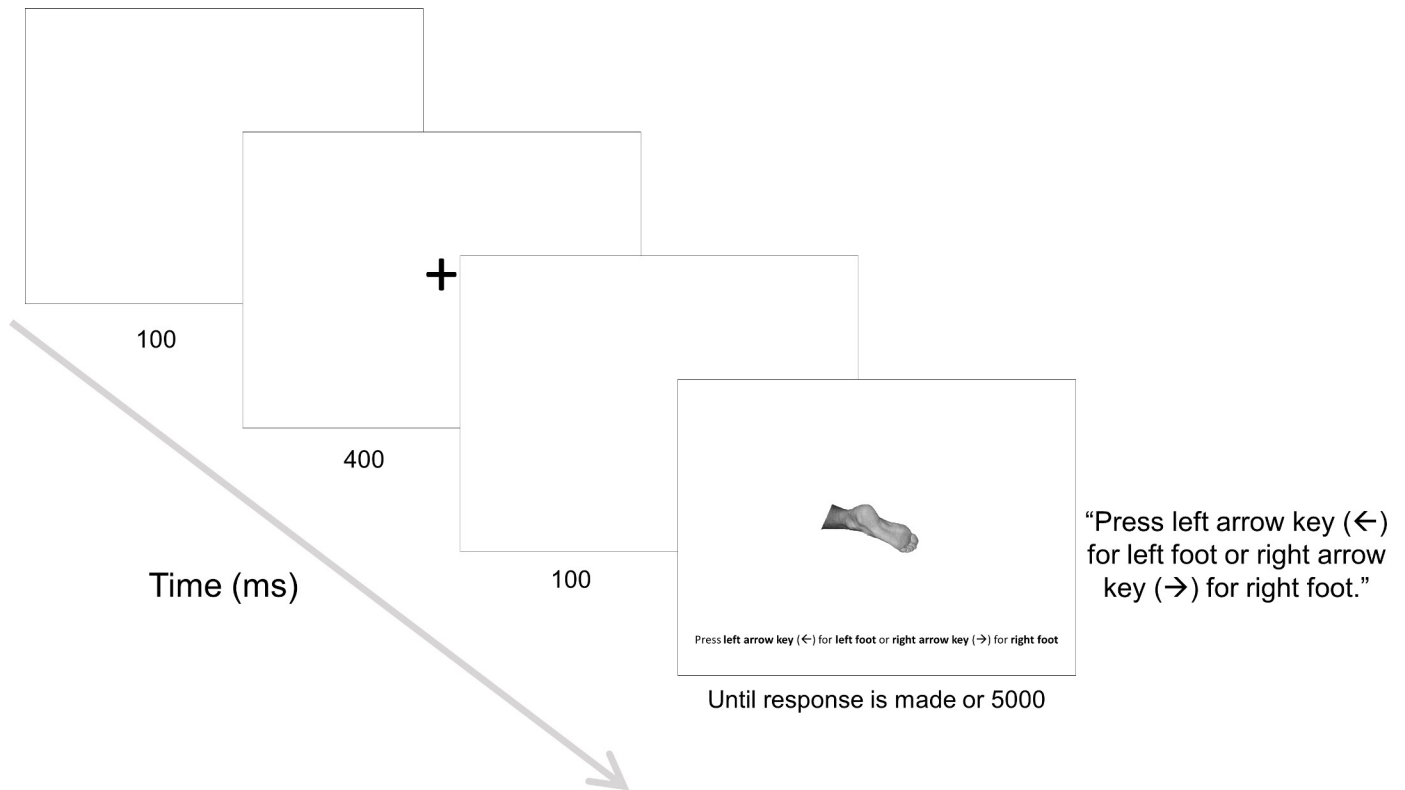 100
400
Time (ms)
100
Press left arrow key (←) for left foot or right arrow key (→) for right foot
Until response is made or 5000
“Press left arrow key (←)
for left foot or right arrow
key (→) for right foot.”